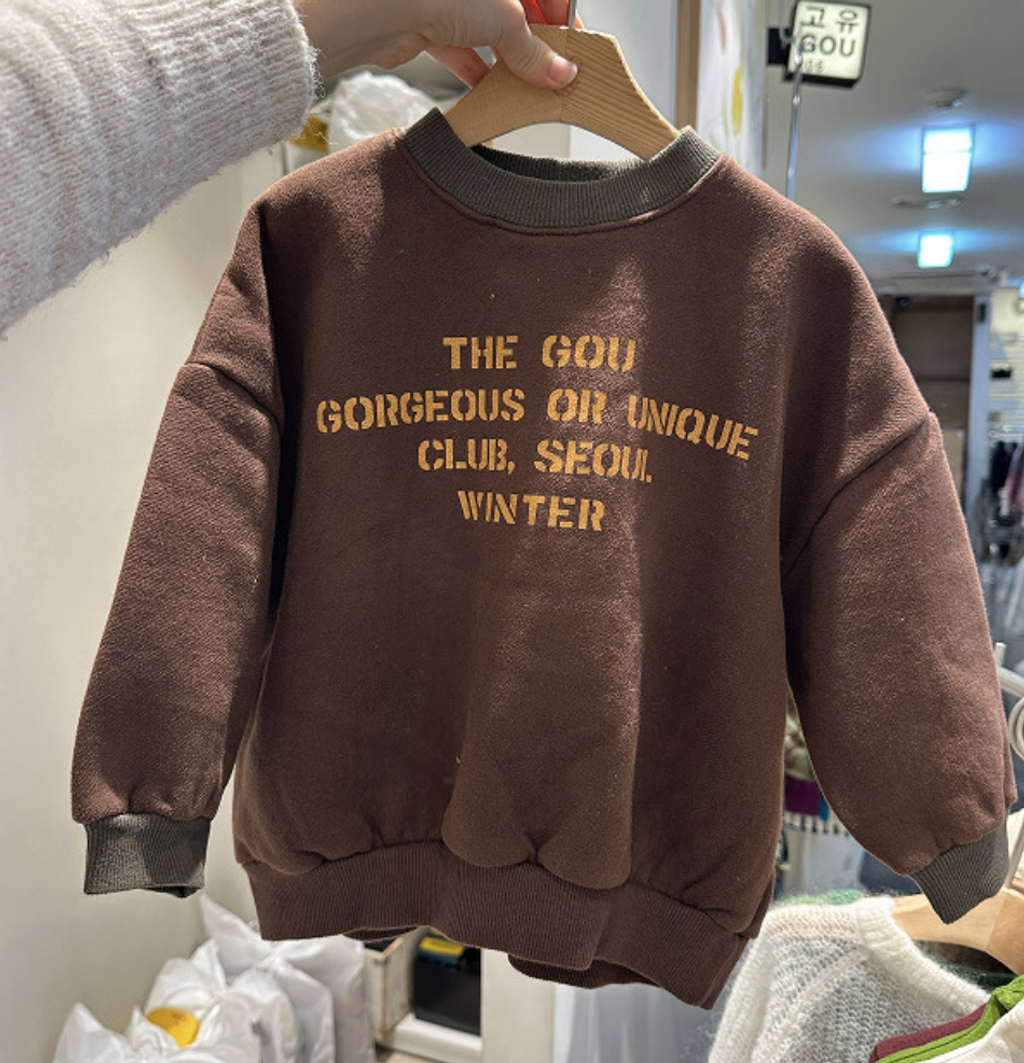 고유
GOU
THE GOU
GORGEOUS OR UNIQUE
CLUB, SEOUL
WINTER